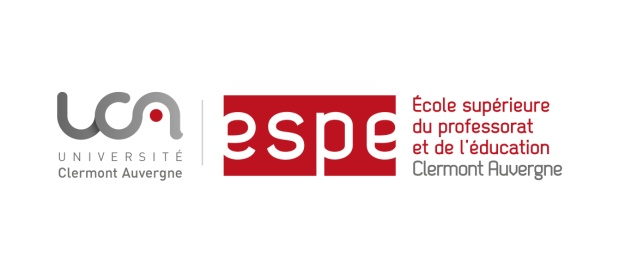 uca
UNIVERSITÉ
Clermont Auvergne
espe
École supérieure
du professorat
et de l'éducation
Clermont Auvergne